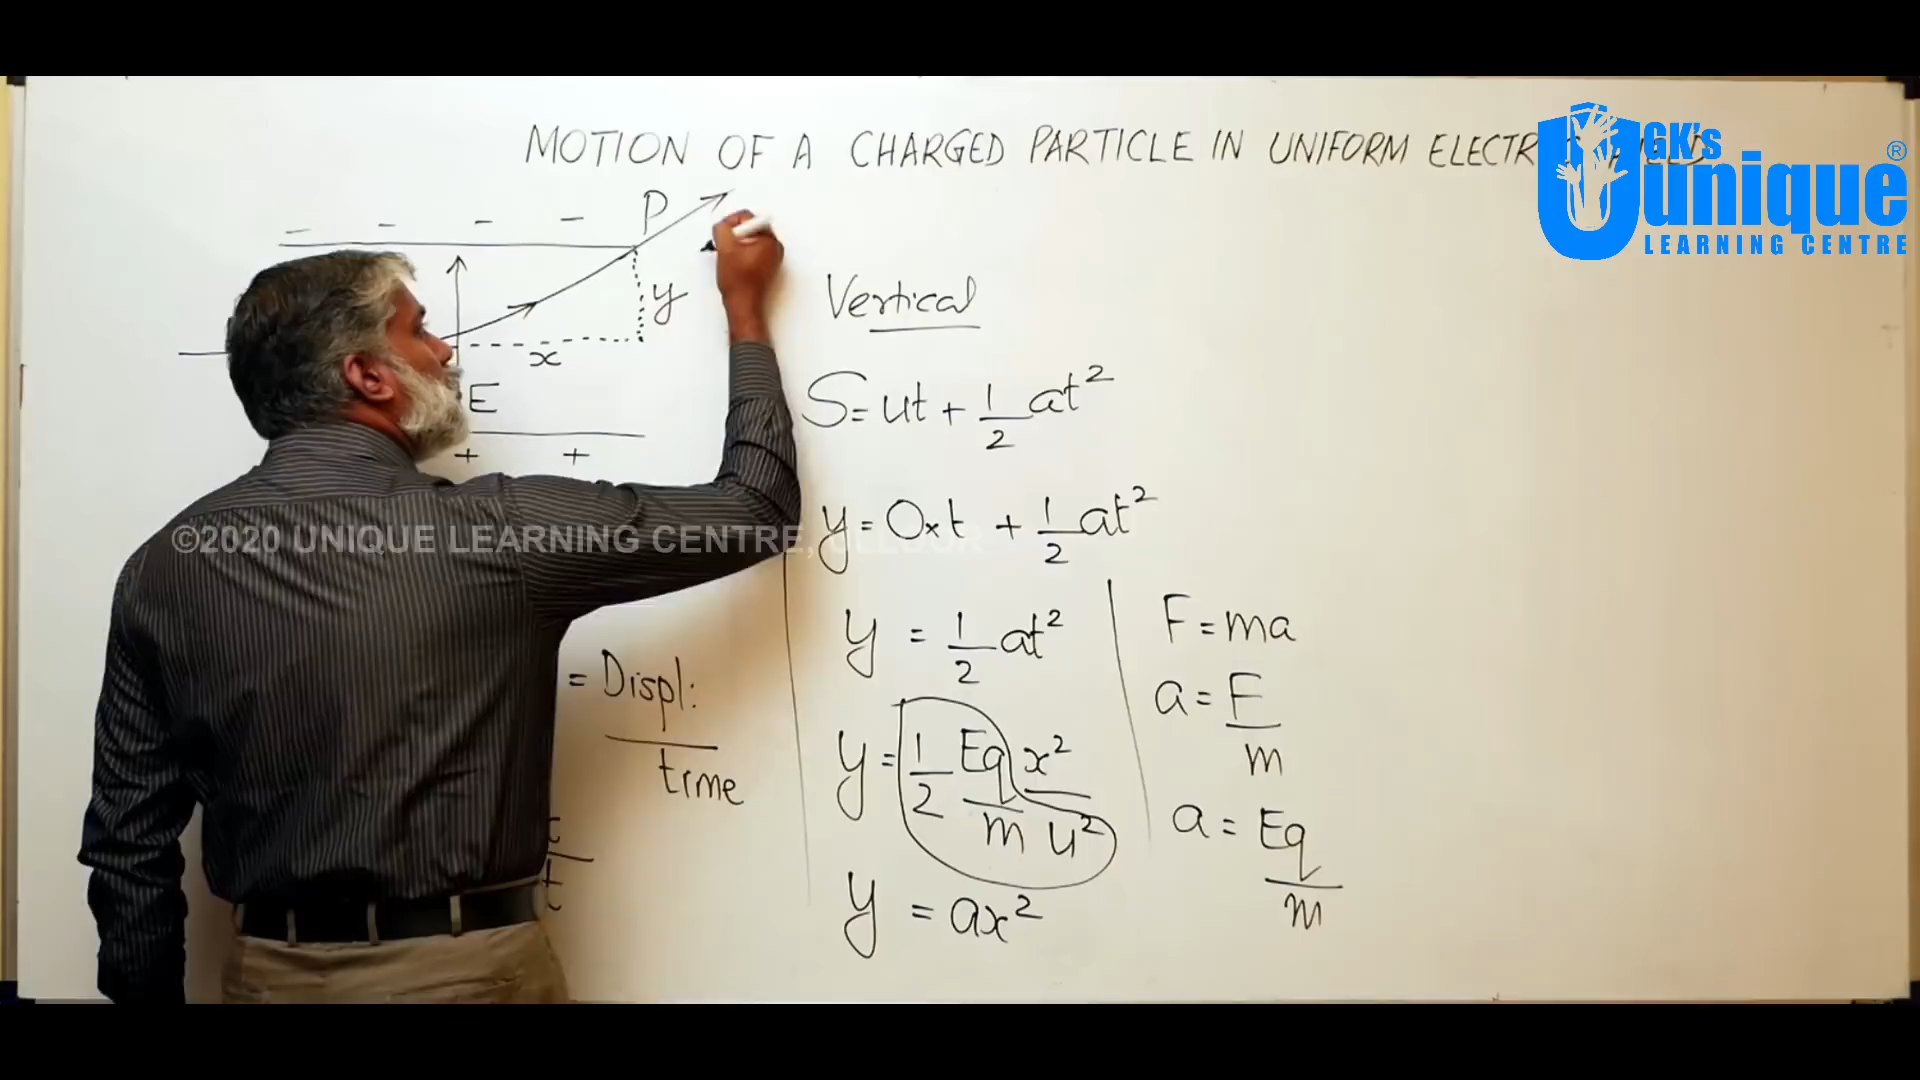 MOTION OF A CHARGED PARTICLE IN UNIFORM ELECTR
GK's
unique®
LEARNING CENTRE
- - - -
P
y
x
E
+ +
Vertical
S = ut + 1/2 at²
y = 0×t + 1/2 at²
y = 1/2 at²
y = 1/2 Eq/m x²/u²
y = ax²
= Displ:
time
t
F = ma
a = F/m
a = Eq/m
©2020 UNIQUE LEARNING CENTRE,